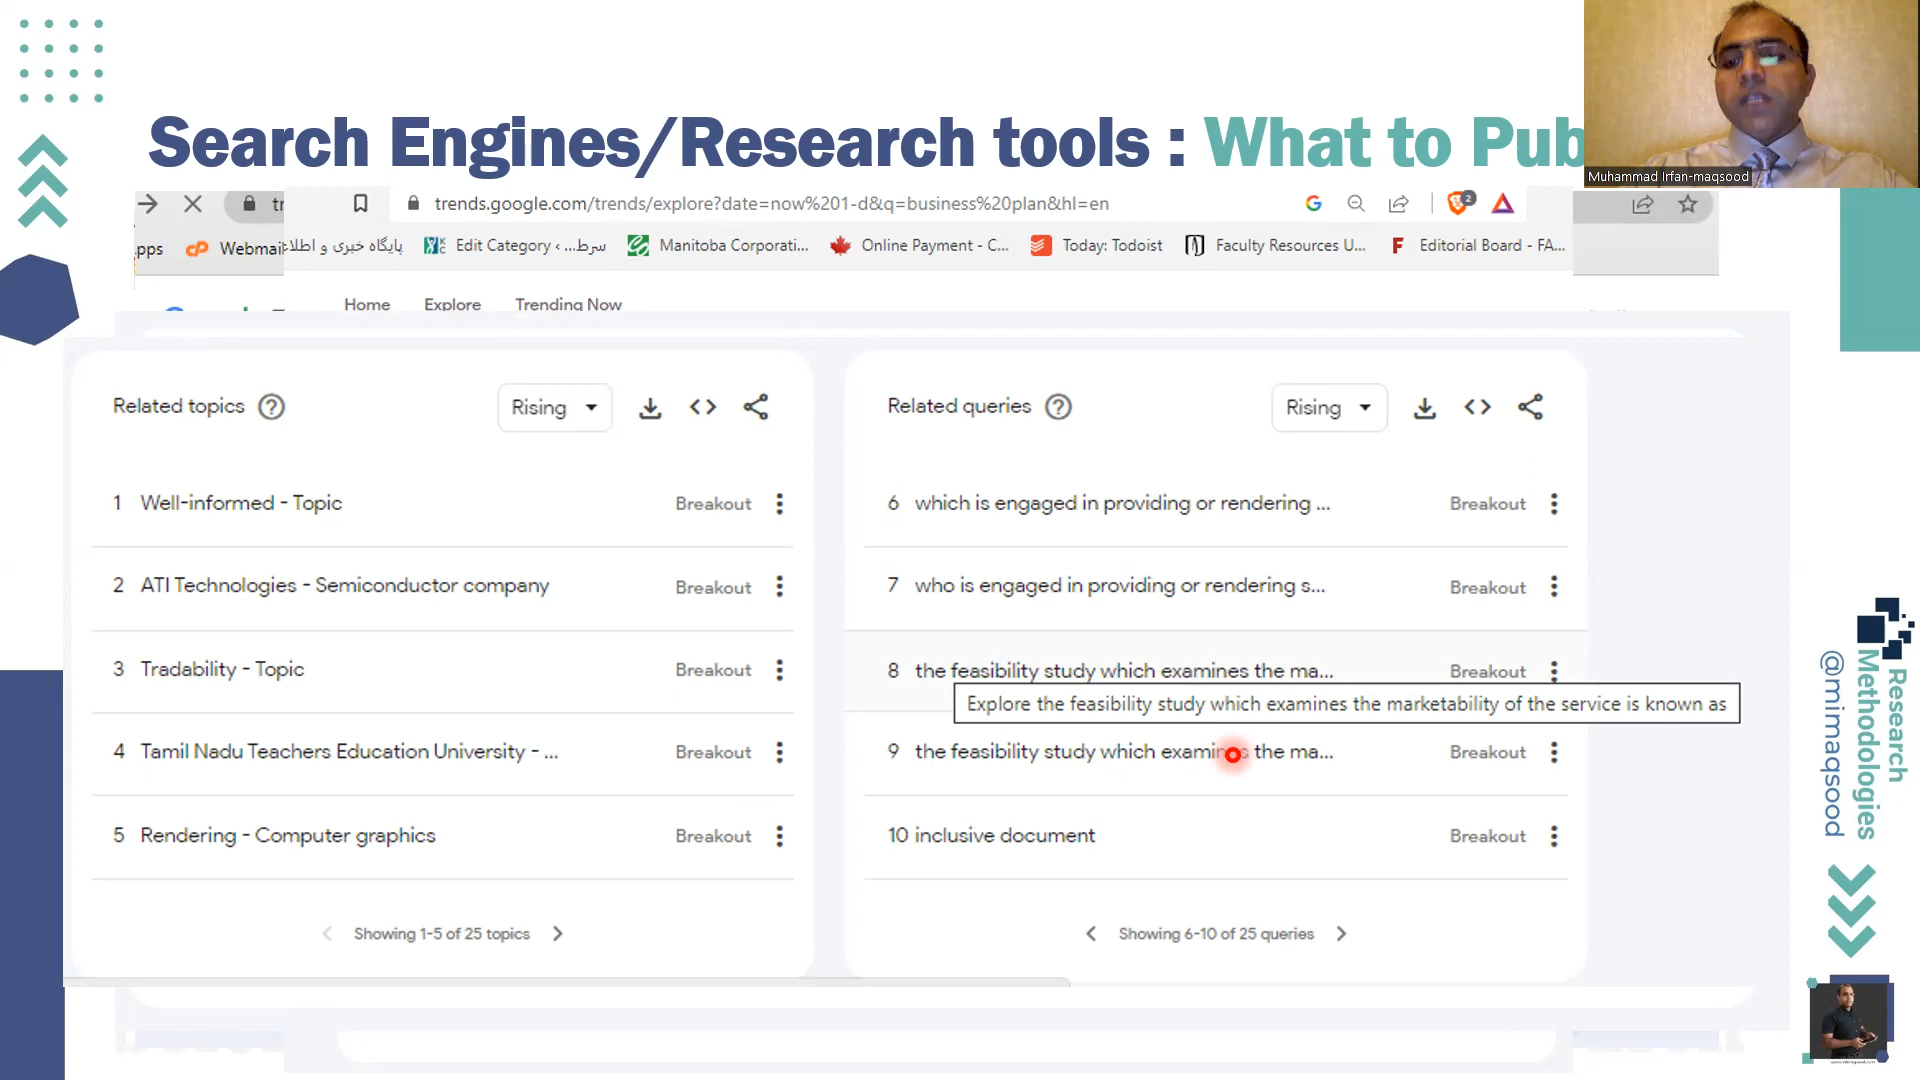 Search Engines/Research tools : What to Pub
Muhammad Irfan-maqsood
tr
trends.google.com/trends/explore?date=now%201-d&q=business%20plan&hl=en
2
pps
Webmail
پایگاه خبری و اطلاع
Edit Category ‹ سرط...
Manitoba Corporati...
Online Payment - C...
Today: Todoist
Faculty Resources U...
Editorial Board - FA...
Home Explore Trending Now
Related topics
Rising
Related queries
Rising
1 Well-informed - Topic Breakout
2 ATI Technologies - Semiconductor company Breakout
3 Tradability - Topic Breakout
4 Tamil Nadu Teachers Education University - ... Breakout
5 Rendering - Computer graphics Breakout
Showing 1-5 of 25 topics
6 which is engaged in providing or rendering ... Breakout
7 who is engaged in providing or rendering s... Breakout
8 the feasibility study which examines the ma... Breakout
Explore the feasibility study which examines the marketability of the service is known as
9 the feasibility study which examines the ma... Breakout
10 inclusive document Breakout
Showing 6-10 of 25 queries
Research
Methodologies
@mimaqsood